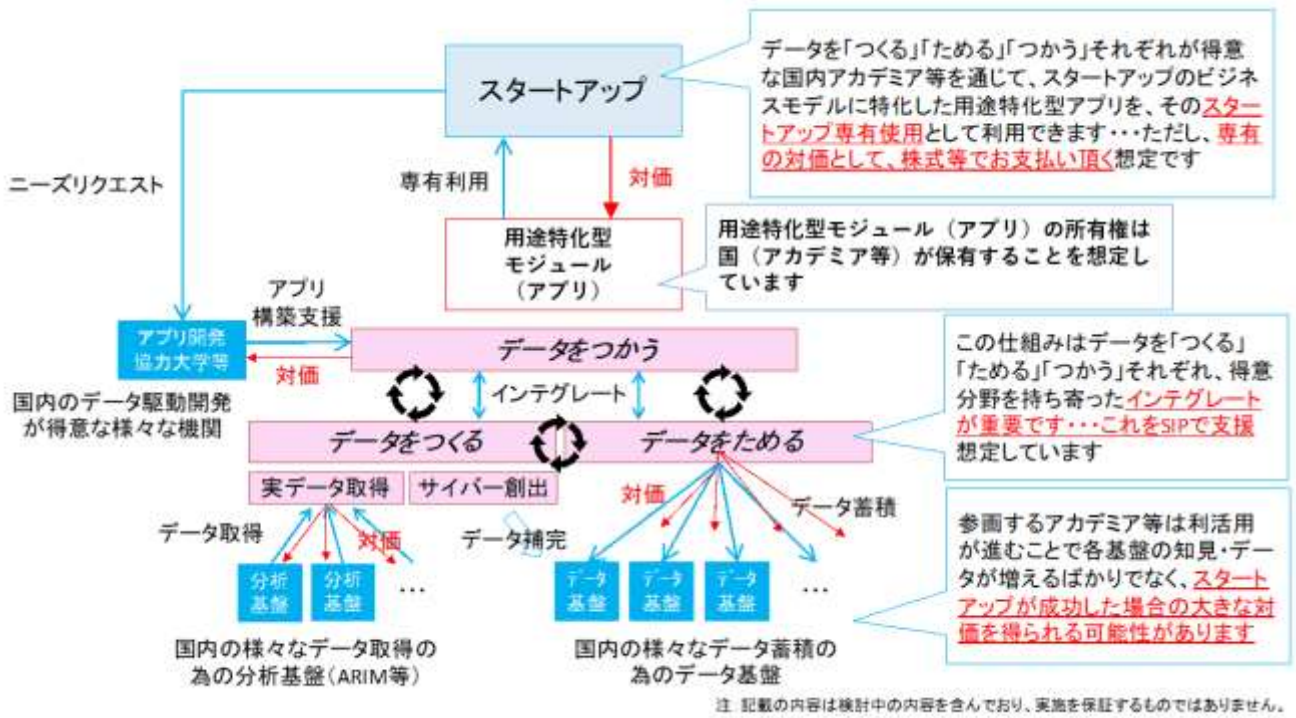 スタートアップ
データを「つくる」「ためる」「つかう」それぞれが得意
な国内アカデミア等を通じて、スタートアップのビジネ
スモデルに特化した用途特化型アプリを、そのスター
トアップ専有使用として利用できます・・・ただし、専有
の対価として、株式等でお支払い頂く想定です
ニーズリクエスト
専有利用
対価
用途特化型
モジュール
（アプリ）
用途特化型モジュール（アプリ）の所有権は
国（アカデミア等）が保有することを想定し
ています
アプリ
構築支援
アプリ開発
協力大学等
対価
データをつかう
国内のデータ駆動開発
が得意な様々な機関
インテグレート
この仕組みはデータを「つくる」
「ためる」「つかう」それぞれ、得意
分野を持ち寄ったインテグレート
が重要です・・・これをSIPで支援
想定しています
データをつくる
データをためる
実データ取得
サイバー創出
対価
データ蓄積
データ取得
対価
データ補完
分析
基盤
分析
基盤
…
データ
基盤
データ
基盤
データ
基盤
…
参画するアカデミア等は利活用
が進むことで各基盤の知見・デー
タが増えるばかりでなく、スタート
アップが成功した場合の大きな対
価を得られる可能性があります
国内の様々なデータ取得の
為の分析基盤（ARIM等）
国内の様々なデータ蓄積の
為のデータ基盤
注 記載の内容は検討中の内容を含んでおり、実施を保証するものではありません。